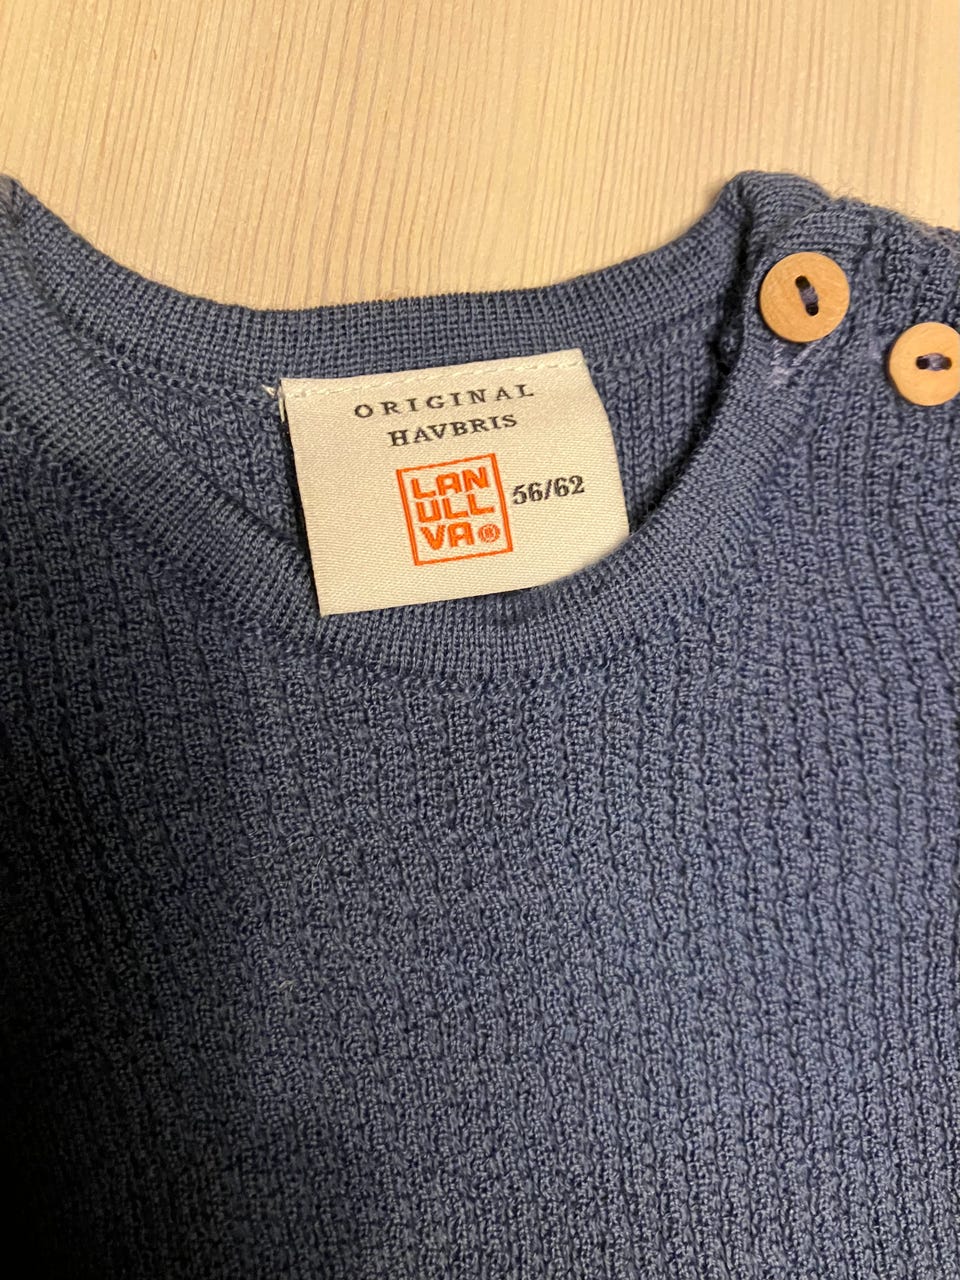 ORIGINAL
HAVBRIS
LAN
ULL
VA®
56/62